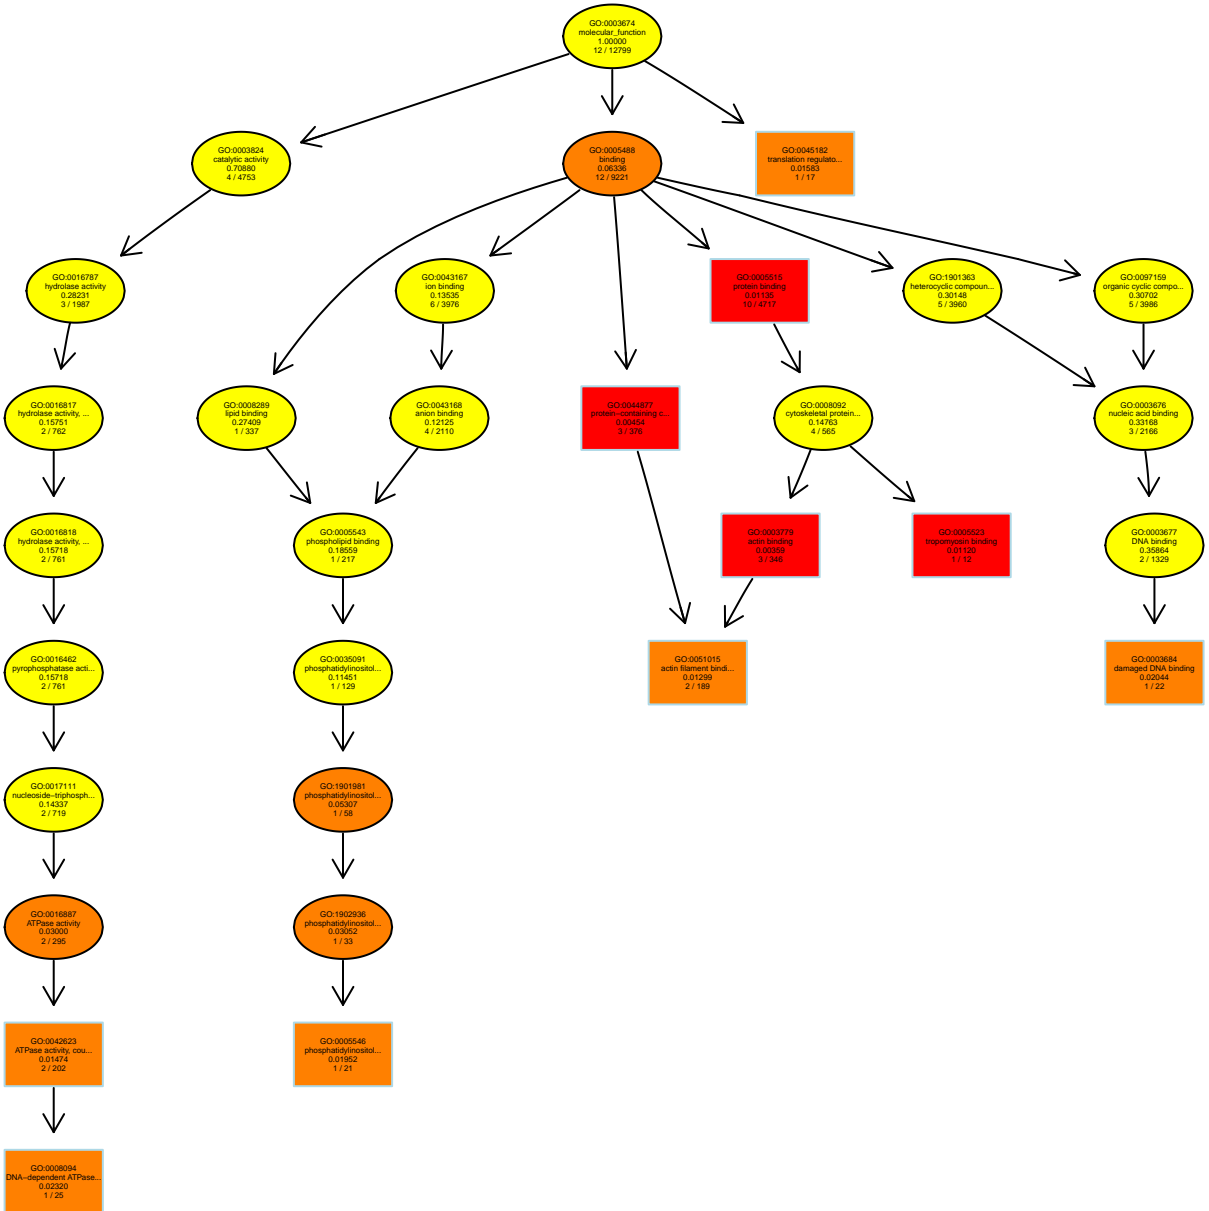 GO:0003674
molecular_function
1.00000
12 / 12799
GO:0003824
catalytic activity
0.70880
4 / 4753
GO:0005488
binding
0.06336
12 / 9221
GO:0045182
translation regulato...
0.01583
1 / 17
GO:0016787
hydrolase activity
0.28231
3 / 1987
GO:0043167
ion binding
0.13535
6 / 3976
GO:0005515
protein binding
0.01135
10 / 4717
GO:1901363
heterocyclic compoun...
0.30148
5 / 3960
GO:0097159
organic cyclic compo...
0.30702
5 / 3986
GO:0016817
hydrolase activity, ...
0.15751
2 / 762
GO:0008289
lipid binding
0.27409
1 / 337
GO:0043168
anion binding
0.12125
4 / 2110
GO:0044877
protein−containing c...
0.00454
3 / 376
GO:0008092
cytoskeletal protein...
0.14763
4 / 565
GO:0003676
nucleic acid binding
0.33168
3 / 2166
GO:0016818
hydrolase activity, ...
0.15718
2 / 761
GO:0005543
phospholipid binding
0.18559
1 / 217
GO:0003779
actin binding
0.00359
3 / 346
GO:0005523
tropomyosin binding
0.01120
1 / 12
GO:0003677
DNA binding
0.35864
2 / 1329
GO:0016462
pyrophosphatase acti...
0.15718
2 / 761
GO:0035091
phosphatidylinositol...
0.11451
1 / 129
GO:0051015
actin filament bindi...
0.01299
2 / 189
GO:0003684
damaged DNA binding
0.02044
1 / 22
GO:0017111
nucleoside−triphosph...
0.14337
2 / 719
GO:1901981
phosphatidylinositol...
0.05307
1 / 58
GO:0016887
ATPase activity
0.03000
2 / 295
GO:1902936
phosphatidylinositol...
0.03052
1 / 33
GO:0042623
ATPase activity, cou...
0.01474
2 / 202
GO:0005546
phosphatidylinositol...
0.01952
1 / 21
GO:0008094
DNA−dependent ATPase...
0.02320
1 / 25